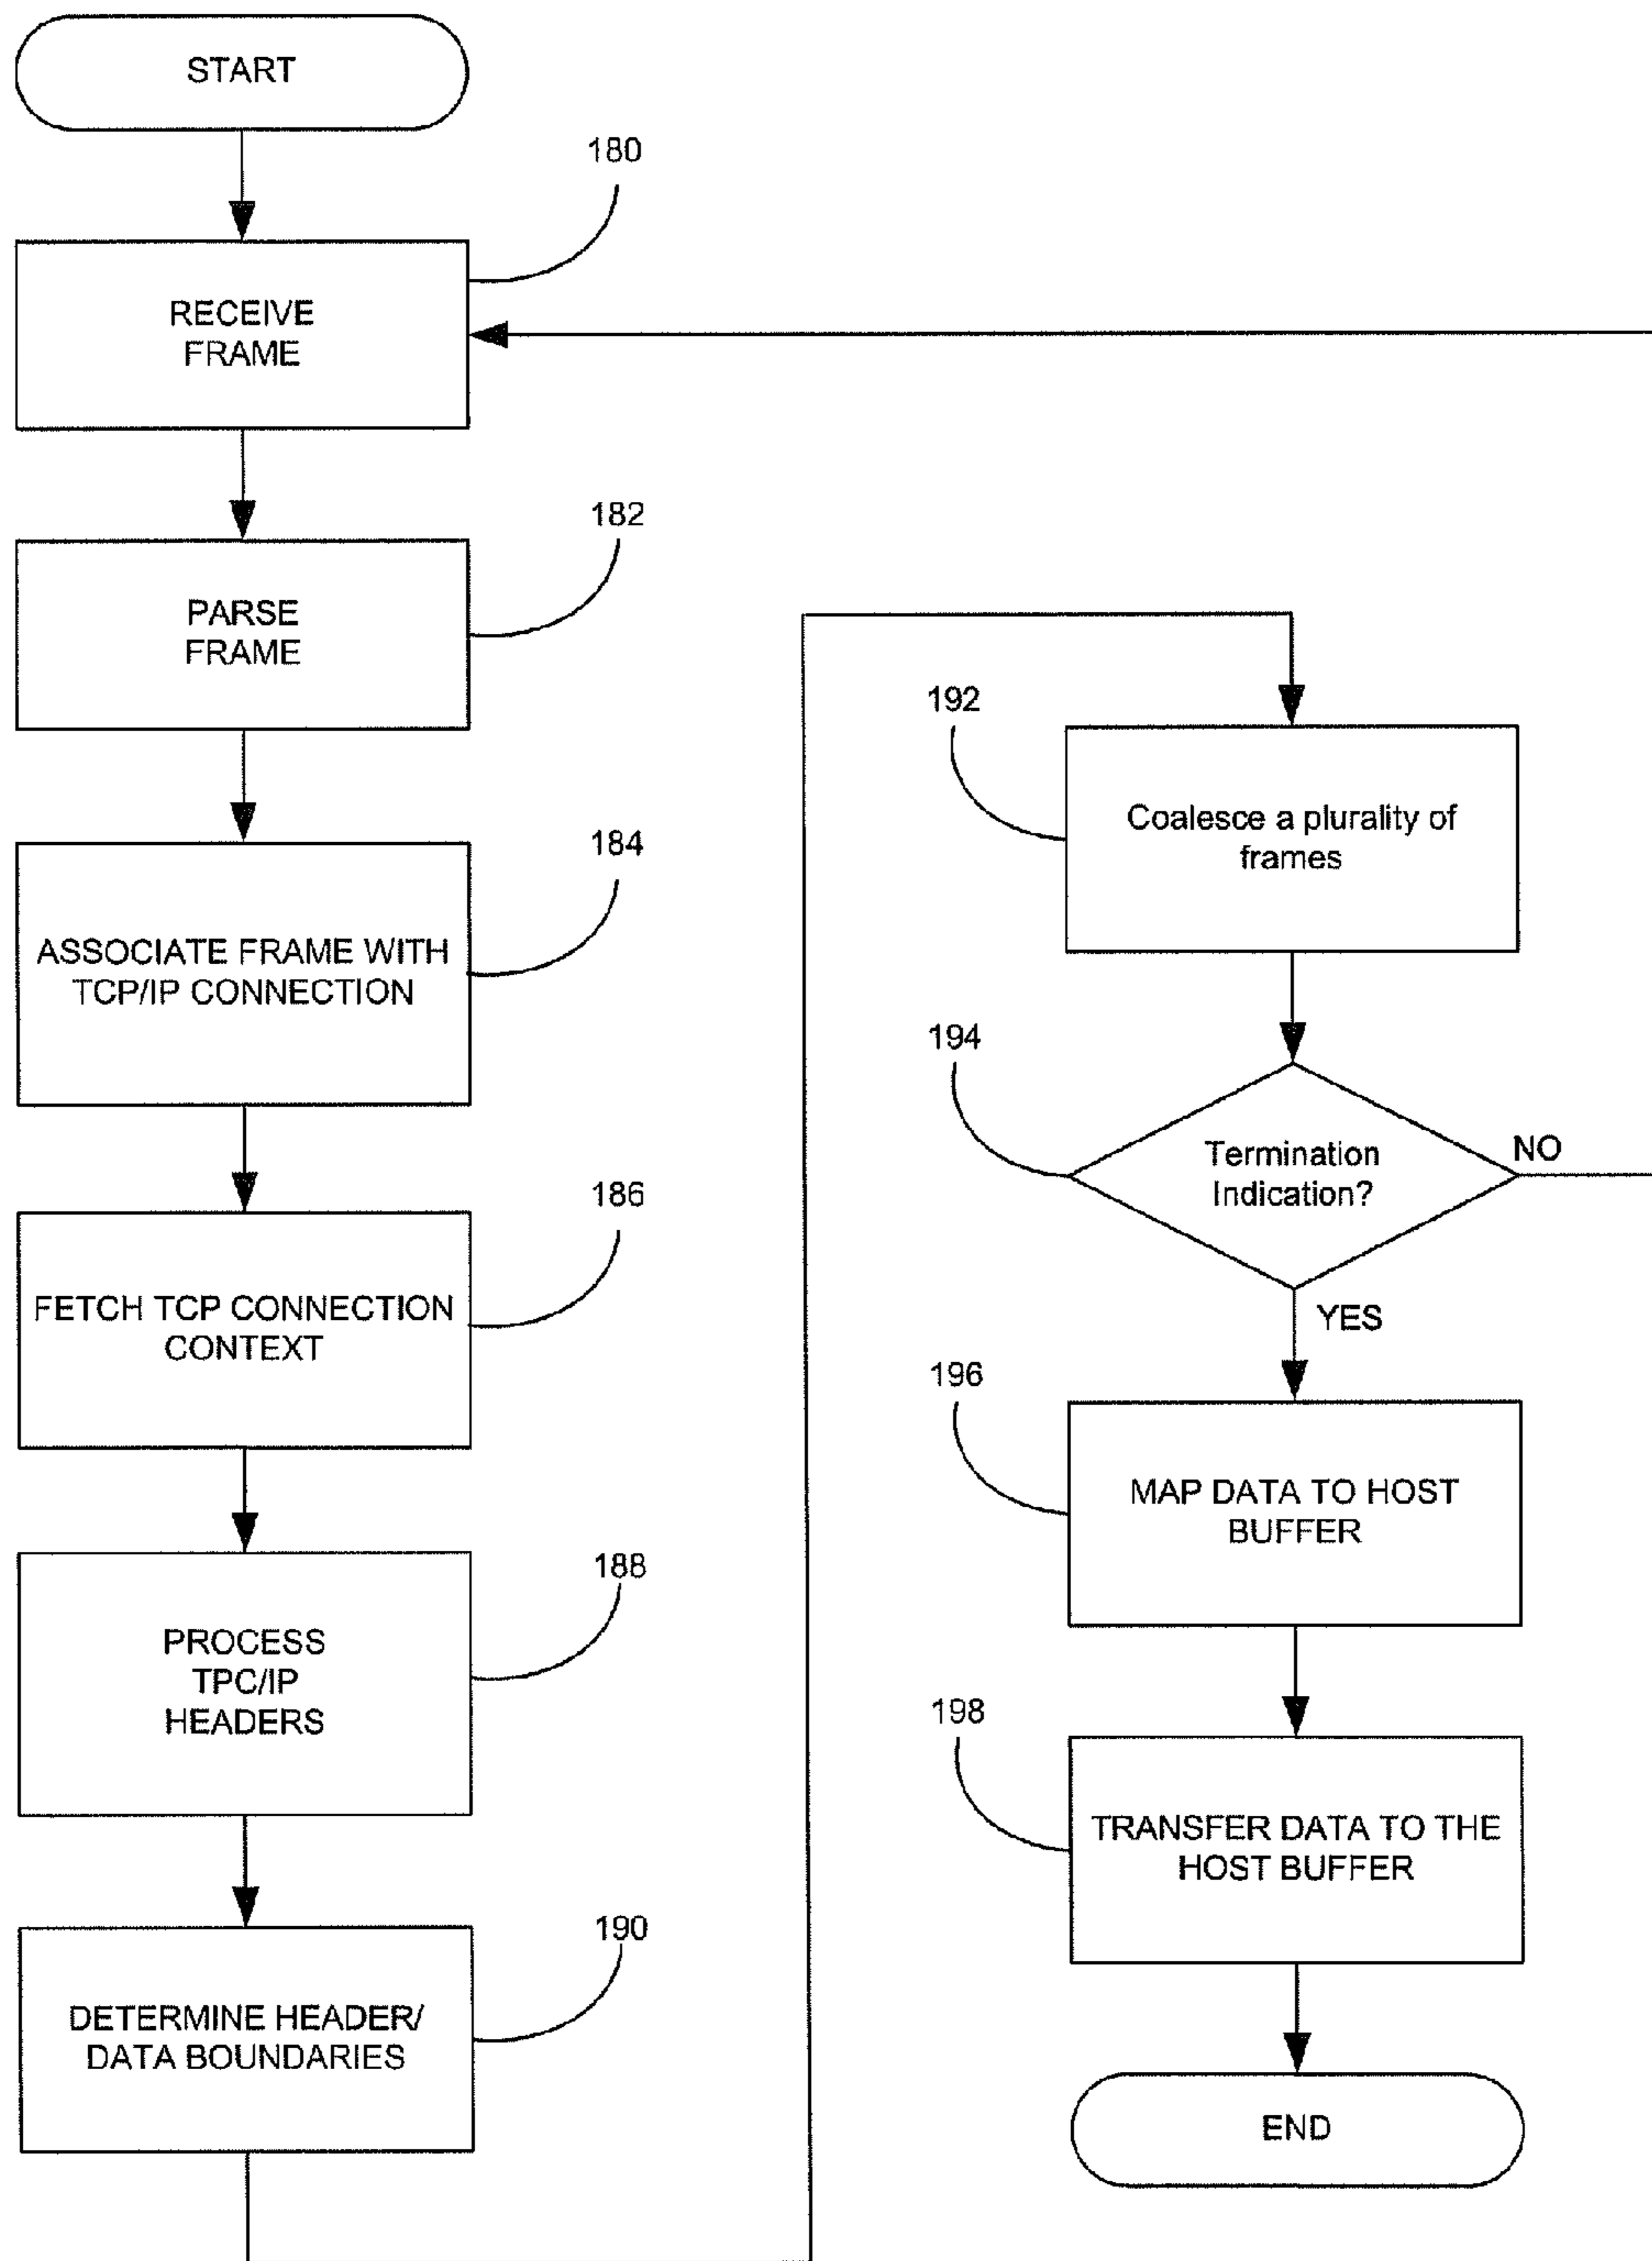 START
180
RECEIVE
FRAME
182
PARSE
FRAME
184
ASSOCIATE FRAME WITH
TCP/IP CONNECTION
186
FETCH TCP CONNECTION
CONTEXT
188
PROCESS
TPC/IP
HEADERS
190
DETERMINE HEADER/
DATA BOUNDARIES
192
Coalesce a plurality of
frames
194
Termination
Indication?
NO
YES
196
MAP DATA TO HOST
BUFFER
198
TRANSFER DATA TO THE
HOST BUFFER
END